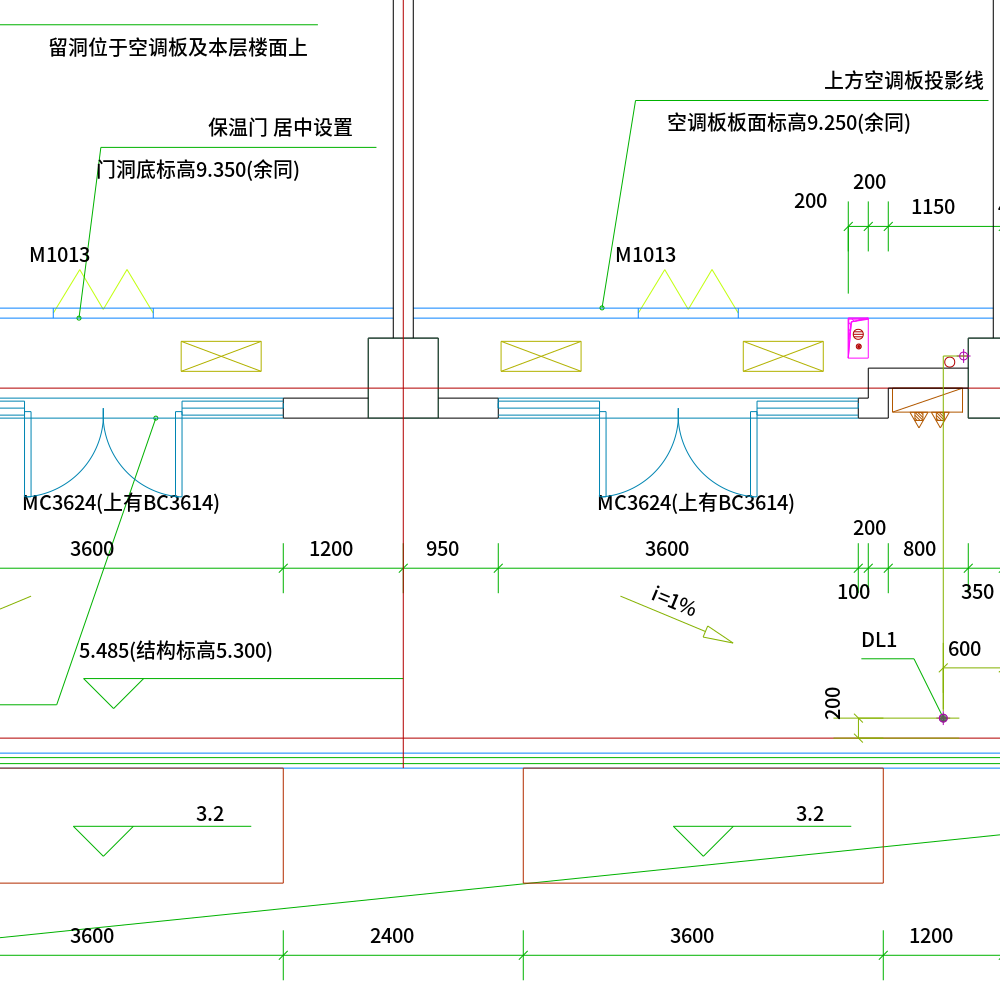 留洞位于空调板及本层楼面上
上方空调板投影线
空调板板面标高9.250(余同)
保温门 居中设置
门洞底标高9.350(余同)
200
200
1150
M1013
M1013
MC3624(上有BC3614)
MC3624(上有BC3614)
3600
1200
950
3600
200
800
100
350
i=1%
DL1
600
5.485(结构标高5.300)
200
3.2
3.2
3600
2400
3600
1200